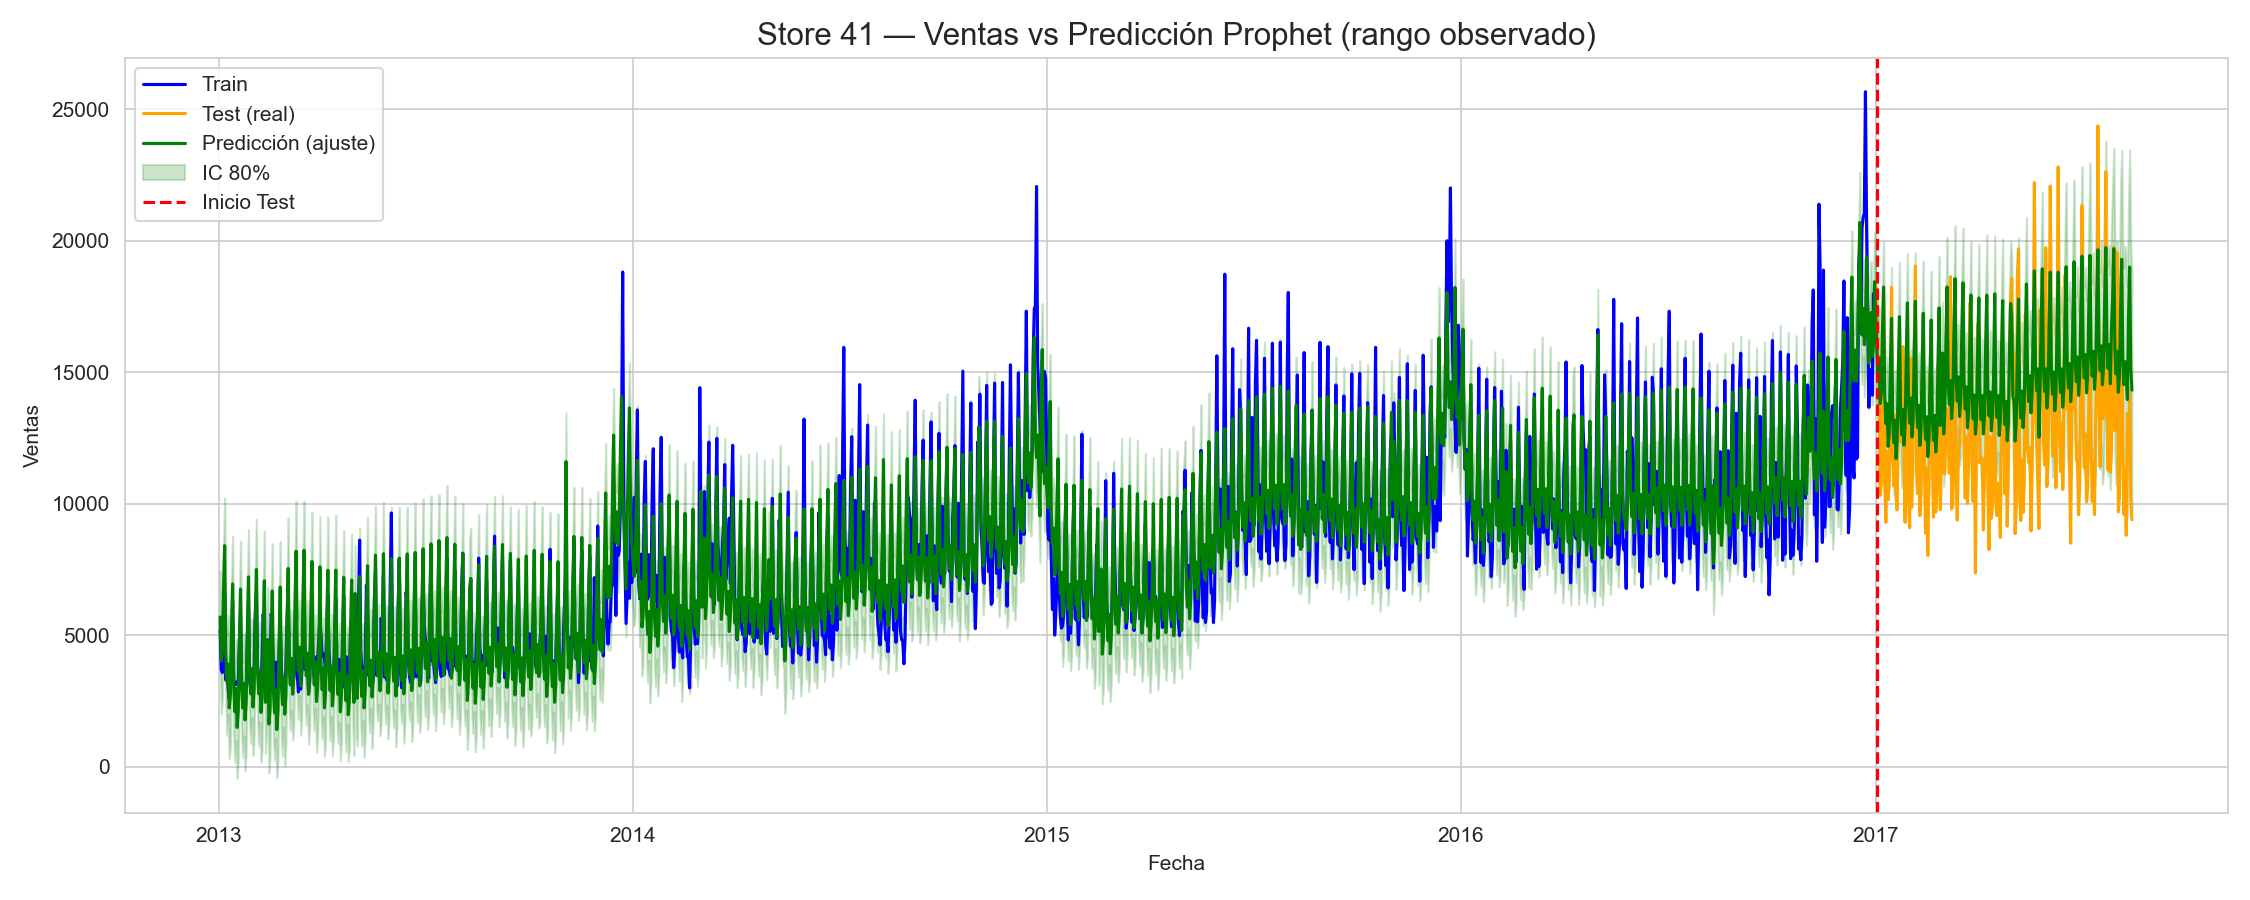 Store 41 — Ventas vs Predicción Prophet (rango observado)
Train
Test (real)
Predicción (ajuste)
IC 80%
Inicio Test
Ventas
25000
20000
15000
10000
5000
0
2013
2014
2015
2016
2017
Fecha